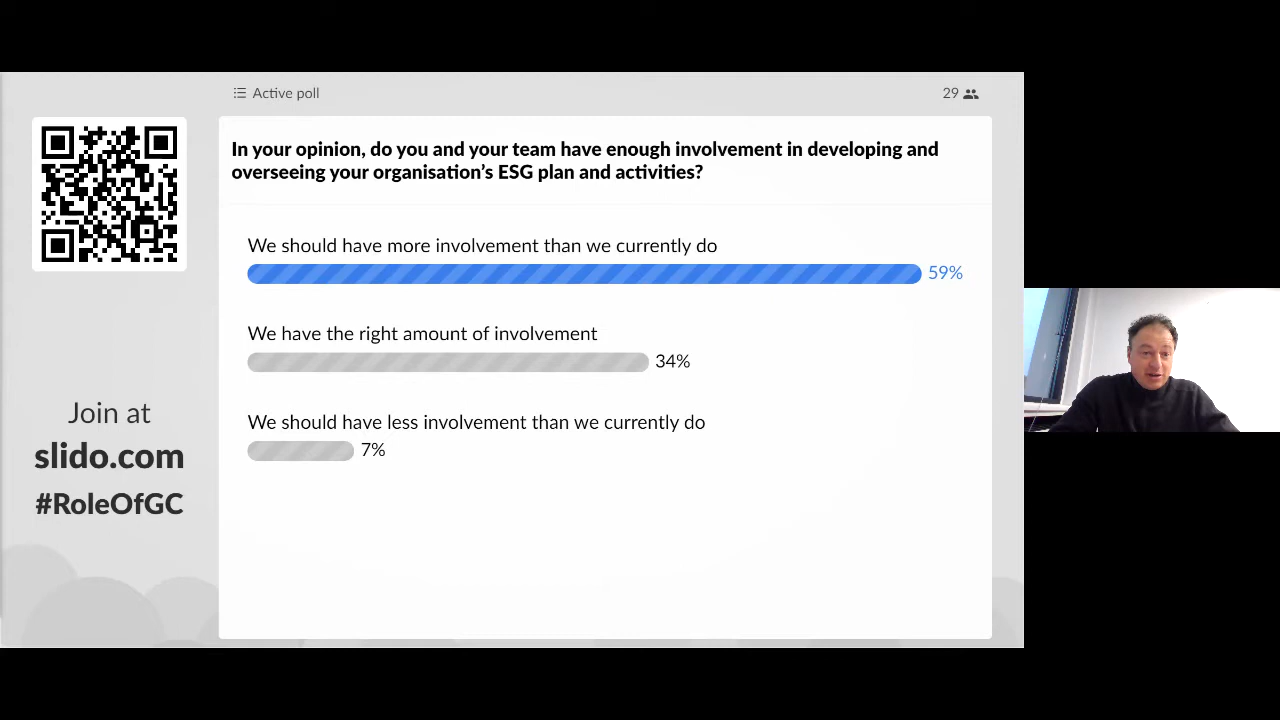 Active poll
29
In your opinion, do you and your team have enough involvement in developing and
overseeing your organisation’s ESG plan and activities?
We should have more involvement than we currently do
59%
We have the right amount of involvement
34%
We should have less involvement than we currently do
7%
Join at
slido.com
#RoleOfGC